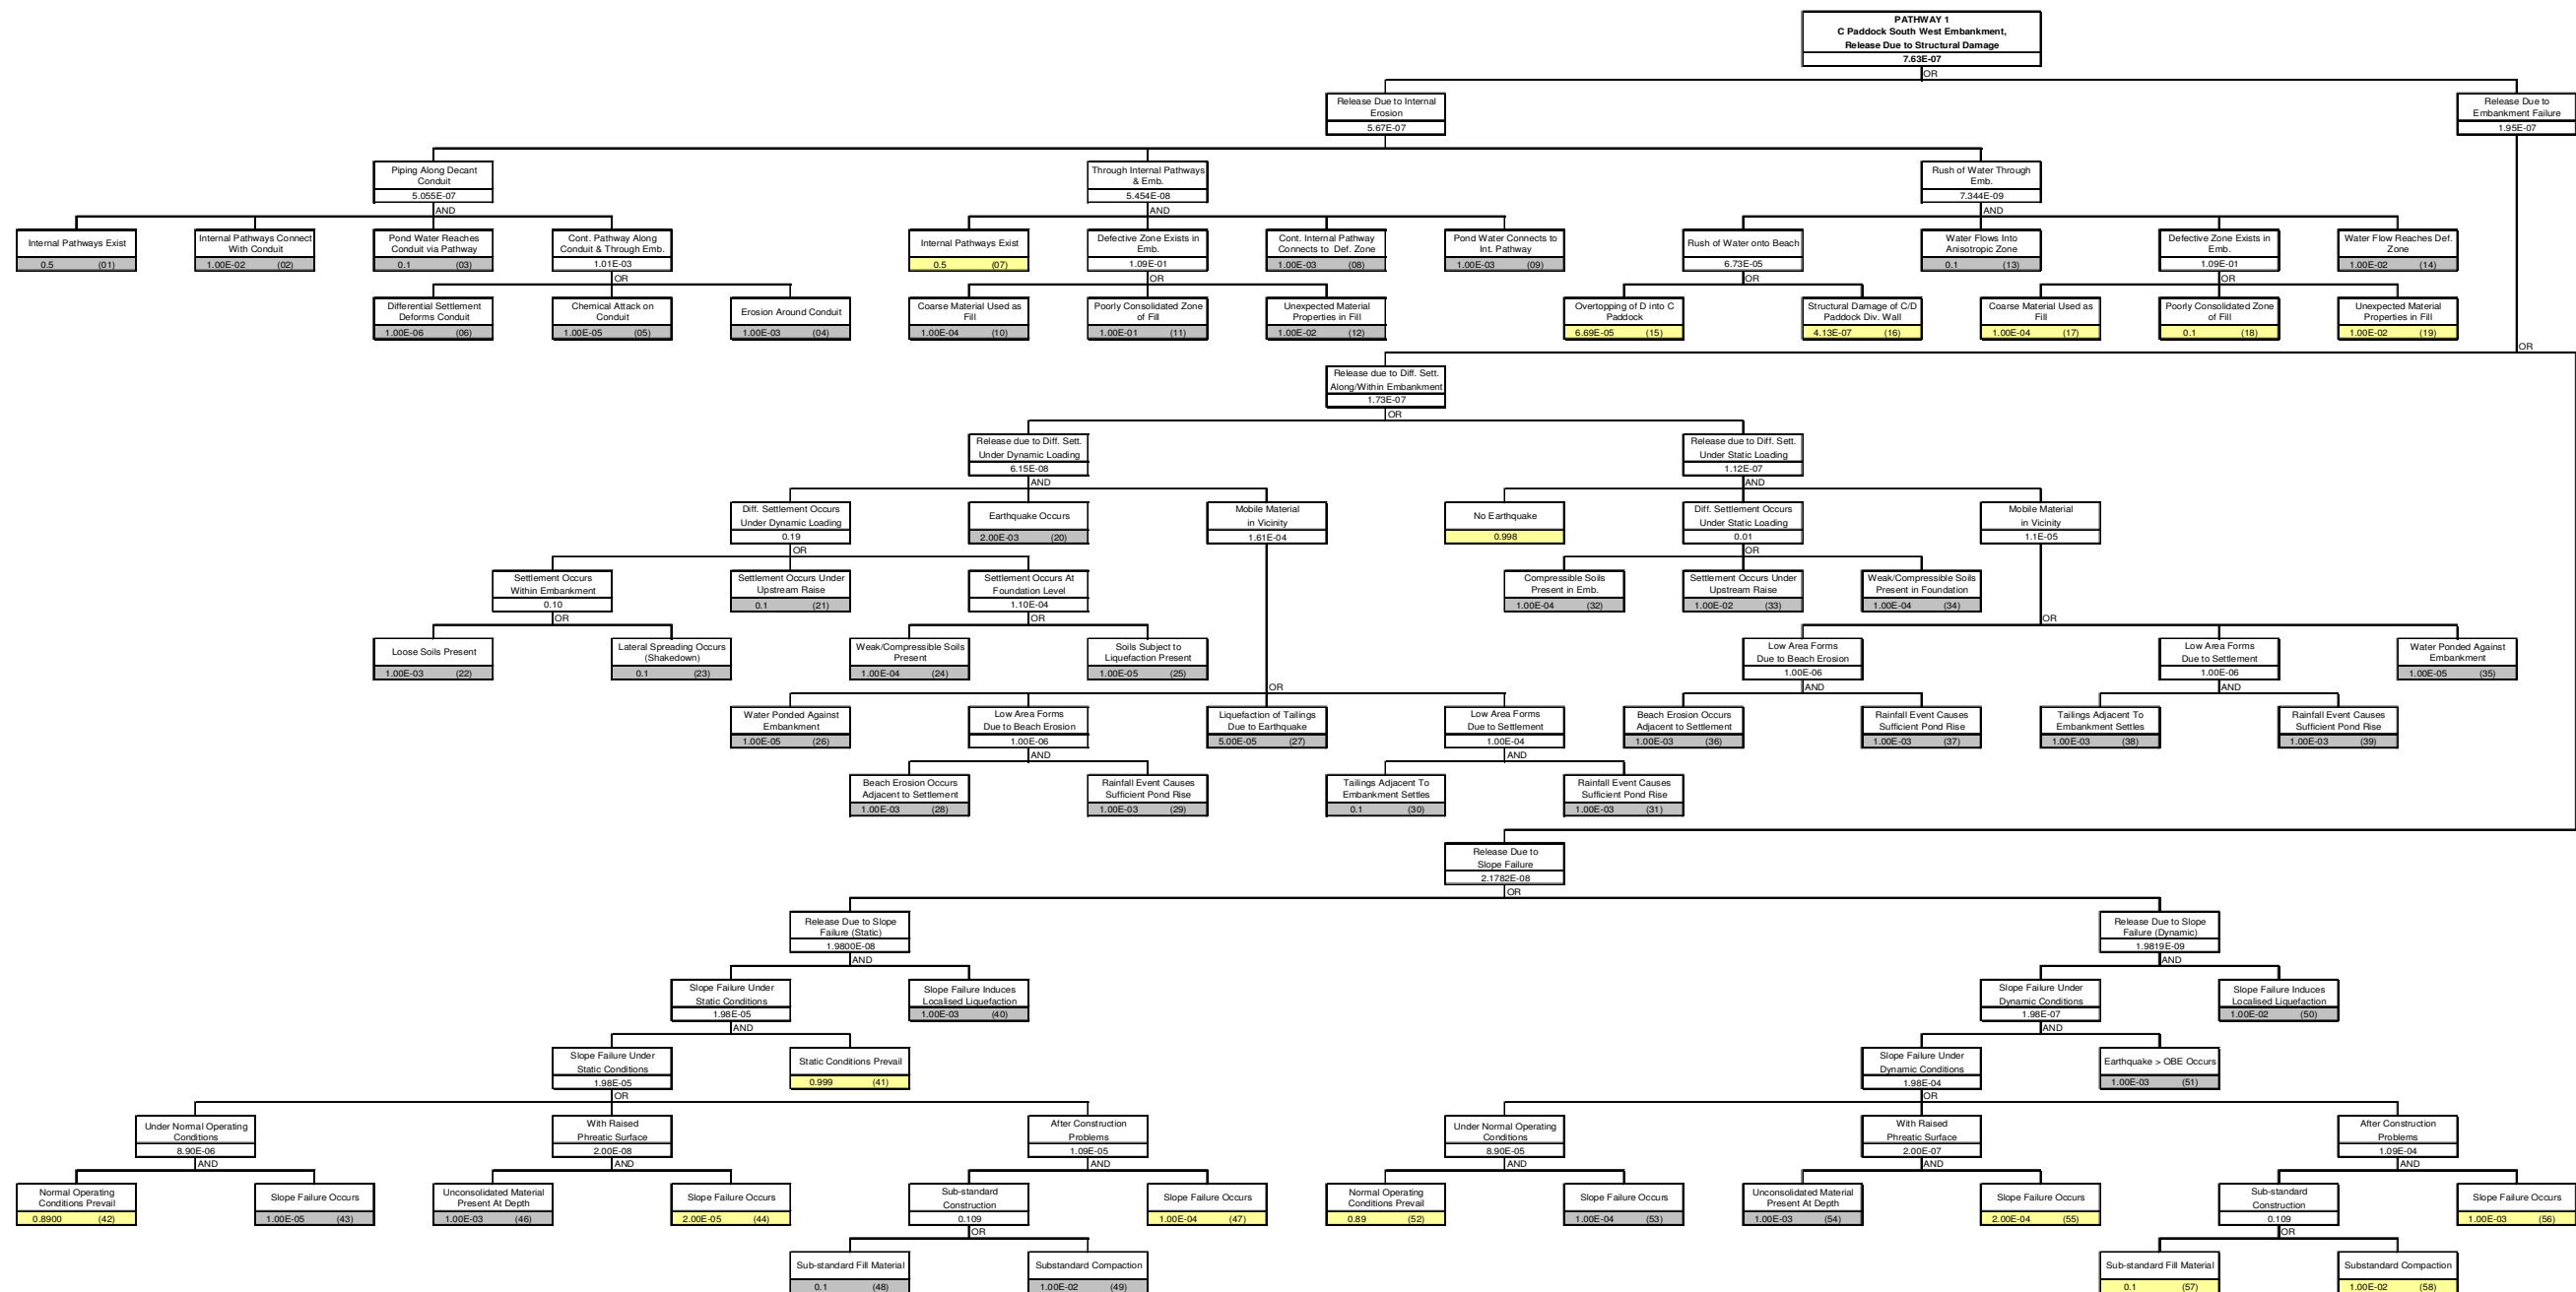 PATHWAY 1
C Paddock South West Embankment,
Release Due to Structural Damage
7.63E-07
OR
Release Due to Internal
Erosion
5.67E-07
Release Due to
Embankment Failure
1.95E-07
Piping Along Decant
Conduit
5.055E-07
AND
Through Internal Pathways
& Emb.
5.454E-08
AND
Rush of Water Through
Emb.
7.344E-09
AND
Internal Pathways Exist
0.5 (01)
Internal Pathways Connect
With Conduit
1.00E-02 (02)
Pond Water Reaches
Conduit via Pathway
0.1 (03)
Cont. Pathway Along
Conduit & Through Emb.
1.01E-03
OR
Internal Pathways Exist
0.5 (07)
Defective Zone Exists in
Emb.
1.09E-01
OR
Cont. Internal Pathway
Connects to Def. Zone
1.00E-03 (08)
Pond Water Connects to
Int. Pathway
1.00E-03 (09)
Rush of Water onto Beach
6.73E-05
OR
Water Flows Into
Anisotropic Zone
0.1 (13)
Defective Zone Exists in
Emb.
1.09E-01
OR
Water Flow Reaches Def.
Zone
1.00E-02 (14)
Differential Settlement
Deforms Conduit
1.00E-06 (06)
Chemical Attack on
Conduit
1.00E-05 (05)
Erosion Around Conduit
1.00E-03 (04)
Coarse Material Used as
Fill
1.00E-04 (10)
Poorly Consolidated Zone
of Fill
1.00E-01 (11)
Unexpected Material
Properties in Fill
1.00E-02 (12)
Overtopping of D into C
Paddock
6.69E-05 (15)
Structural Damage of C/D
Paddock Div. Wall
4.13E-07 (16)
Coarse Material Used as
Fill
1.00E-04 (17)
Poorly Consolidated Zone
of Fill
0.1 (18)
Unexpected Material
Properties in Fill
1.00E-02 (19)
OR
Release due to Diff. Sett.
Along/Within Embankment
1.73E-07
OR
Release due to Diff. Sett.
Under Dynamic Loading
6.15E-08
AND
Release due to Diff. Sett.
Under Static Loading
1.12E-07
AND
Diff. Settlement Occurs
Under Dynamic Loading
0.19
OR
Earthquake Occurs
2.00E-03 (20)
Mobile Material
in Vicinity
1.61E-04
No Earthquake
0.998
Diff. Settlement Occurs
Under Static Loading
0.01
OR
Mobile Material
in Vicinity
1.1E-05
Settlement Occurs
Within Embankment
0.10
OR
Settlement Occurs Under
Upstream Raise
0.1 (21)
Settlement Occurs At
Foundation Level
1.10E-04
OR
Compressible Soils
Present in Emb.
1.00E-04 (32)
Settlement Occurs Under
Upstream Raise
1.00E-02 (33)
Weak/Compressible Soils
Present in Foundation
1.00E-04 (34)
OR
Loose Soils Present
1.00E-03 (22)
Lateral Spreading Occurs
(Shakedown)
0.1 (23)
Weak/Compressible Soils
Present
1.00E-04 (24)
Soils Subject to
Liquefaction Present
1.00E-05 (25)
OR
Low Area Forms
Due to Beach Erosion
1.00E-06
AND
Low Area Forms
Due to Settlement
1.00E-06
AND
Water Ponded Against
Embankment
1.00E-05 (35)
Water Ponded Against
Embankment
1.00E-05 (26)
Low Area Forms
Due to Beach Erosion
1.00E-06
AND
Liquefaction of Tailings
Due to Earthquake
5.00E-05 (27)
Low Area Forms
Due to Settlement
1.00E-04
AND
Beach Erosion Occurs
Adjacent to Settlement
1.00E-03 (36)
Rainfall Event Causes
Sufficient Pond Rise
1.00E-03 (37)
Tailings Adjacent To
Embankment Settles
1.00E-03 (38)
Rainfall Event Causes
Sufficient Pond Rise
1.00E-03 (39)
Beach Erosion Occurs
Adjacent to Settlement
1.00E-03 (28)
Rainfall Event Causes
Sufficient Pond Rise
1.00E-03 (29)
Tailings Adjacent To
Embankment Settles
0.1 (30)
Rainfall Event Causes
Sufficient Pond Rise
1.00E-03 (31)
Release Due to
Slope Failure
2.1782E-08
OR
Release Due to Slope
Failure (Static)
1.9800E-08
AND
Release Due to Slope
Failure (Dynamic)
1.9819E-09
AND
Slope Failure Under
Static Conditions
1.98E-05
AND
Slope Failure Induces
Localised Liquefaction
1.00E-03 (40)
Slope Failure Under
Dynamic Conditions
1.98E-07
AND
Slope Failure Induces
Localised Liquefaction
1.00E-02 (50)
Slope Failure Under
Static Conditions
1.98E-05
OR
Static Conditions Prevail
0.999 (41)
Slope Failure Under
Dynamic Conditions
1.98E-04
OR
Earthquake > OBE Occurs
1.00E-03 (51)
Under Normal Operating
Conditions
8.90E-06
AND
With Raised
Phreatic Surface
2.00E-08
AND
After Construction
Problems
1.09E-05
AND
Under Normal Operating
Conditions
8.90E-05
AND
With Raised
Phreatic Surface
2.00E-07
AND
After Construction
Problems
1.09E-04
AND
Normal Operating
Conditions Prevail
0.8900 (42)
Slope Failure Occurs
1.00E-05 (43)
Unconsolidated Material
Present At Depth
1.00E-03 (46)
Slope Failure Occurs
2.00E-05 (44)
Sub-standard
Construction
0.109
OR
Slope Failure Occurs
1.00E-04 (47)
Normal Operating
Conditions Prevail
0.89 (52)
Slope Failure Occurs
1.00E-04 (53)
Unconsolidated Material
Present At Depth
1.00E-03 (54)
Slope Failure Occurs
2.00E-04 (55)
Sub-standard
Construction
0.109
OR
Slope Failure Occurs
1.00E-03 (56)
Sub-standard Fill Material
0.1 (48)
Substandard Compaction
1.00E-02 (49)
Sub-standard Fill Material
0.1 (57)
Substandard Compaction
1.00E-02 (58)